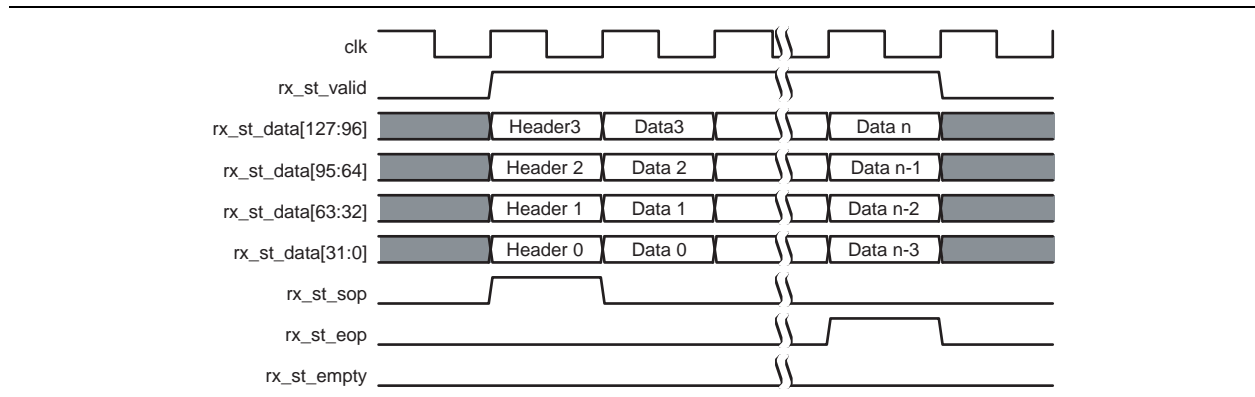 clk
rx_st_valid
rx_st_data[127:96] Header3 Data3 Data n
rx_st_data[95:64] Header 2 Data 2 Data n-1
rx_st_data[63:32] Header 1 Data 1 Data n-2
rx_st_data[31:0] Header 0 Data 0 Data n-3
rx_st_sop
rx_st_eop
rx_st_empty